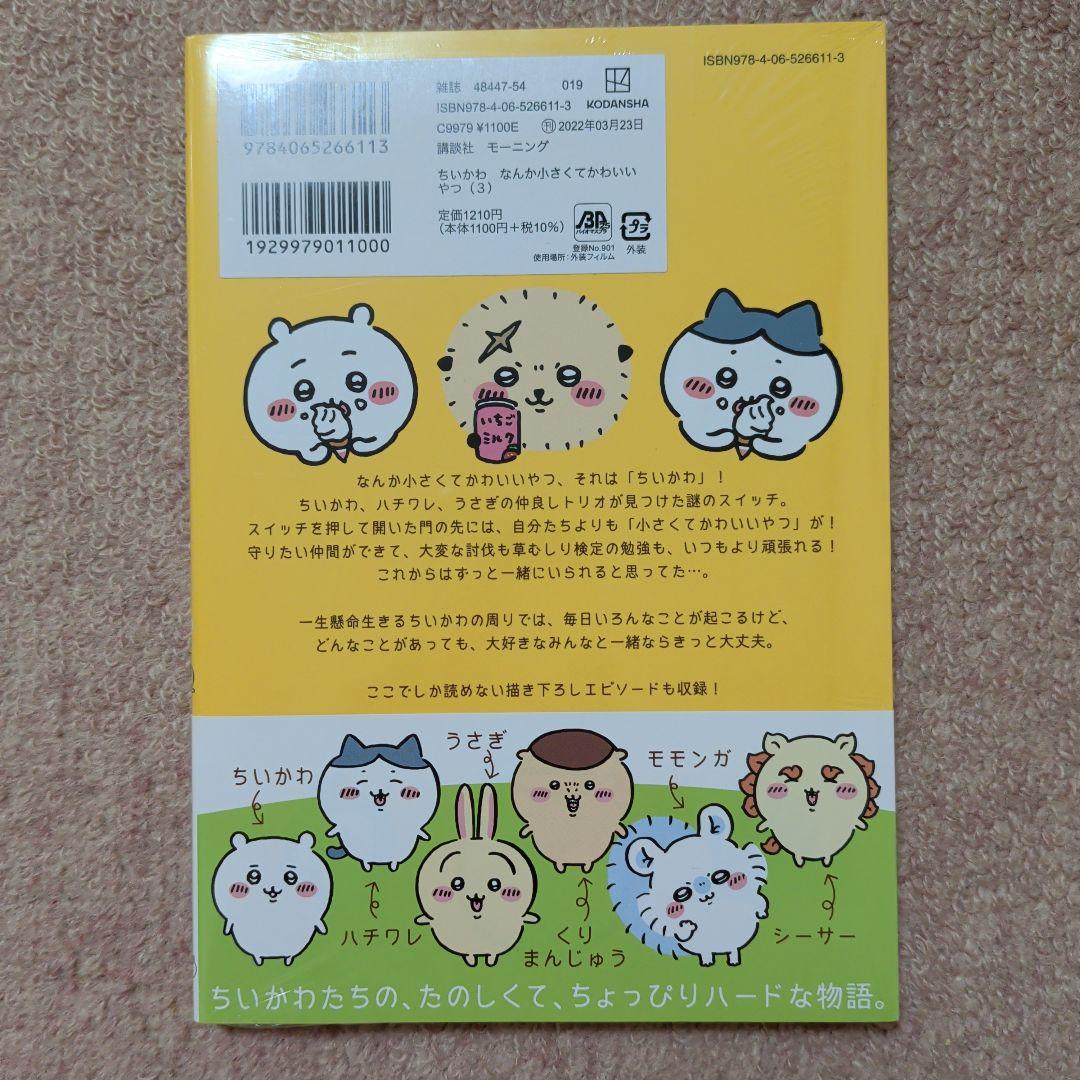 ISBN978-4-06-526611-3
9784065266113
1929979011000
雑誌 48447-54 019
ISBN978-4-06-526611-3
KODANSHA
C9979 ¥1100E ㊗2022年03月23日
講談社 モーニング
ちいかわ なんか小さくてかわいい
やつ(3)
定価1210円
(本体1100円+税10%)
バイオマスプラ
登録No.901
使用場所:外装フィルム
プラ
外装
いちご
ミルク
なんか小さくてかわいいやつ、それは「ちいかわ」!
ちいかわ、ハチワレ、うさぎの仲良しトリオが見つけた謎のスイッチ。
スイッチを押して開いた門の先には、自分たちよりも「小さくてかわいいやつ」が!
守りたい仲間ができて、大変な討伐も草むしり検定の勉強も、いつもより頑張れる!
これからはずっと一緒にいられると思ってた…。
一生懸命生きるちいかわの周りでは、毎日いろんなことが起こるけど、
どんなことがあっても、大好きなみんなと一緒ならきっと大丈夫。
ここでしか読めない描き下ろしエピソードも収録!
ちいかわ
うさぎ
モモンガ
ハチワレ
くり
まんじゅう
シーサー
ちいかわたちの、たのしくて、ちょっぴりハードな物語。